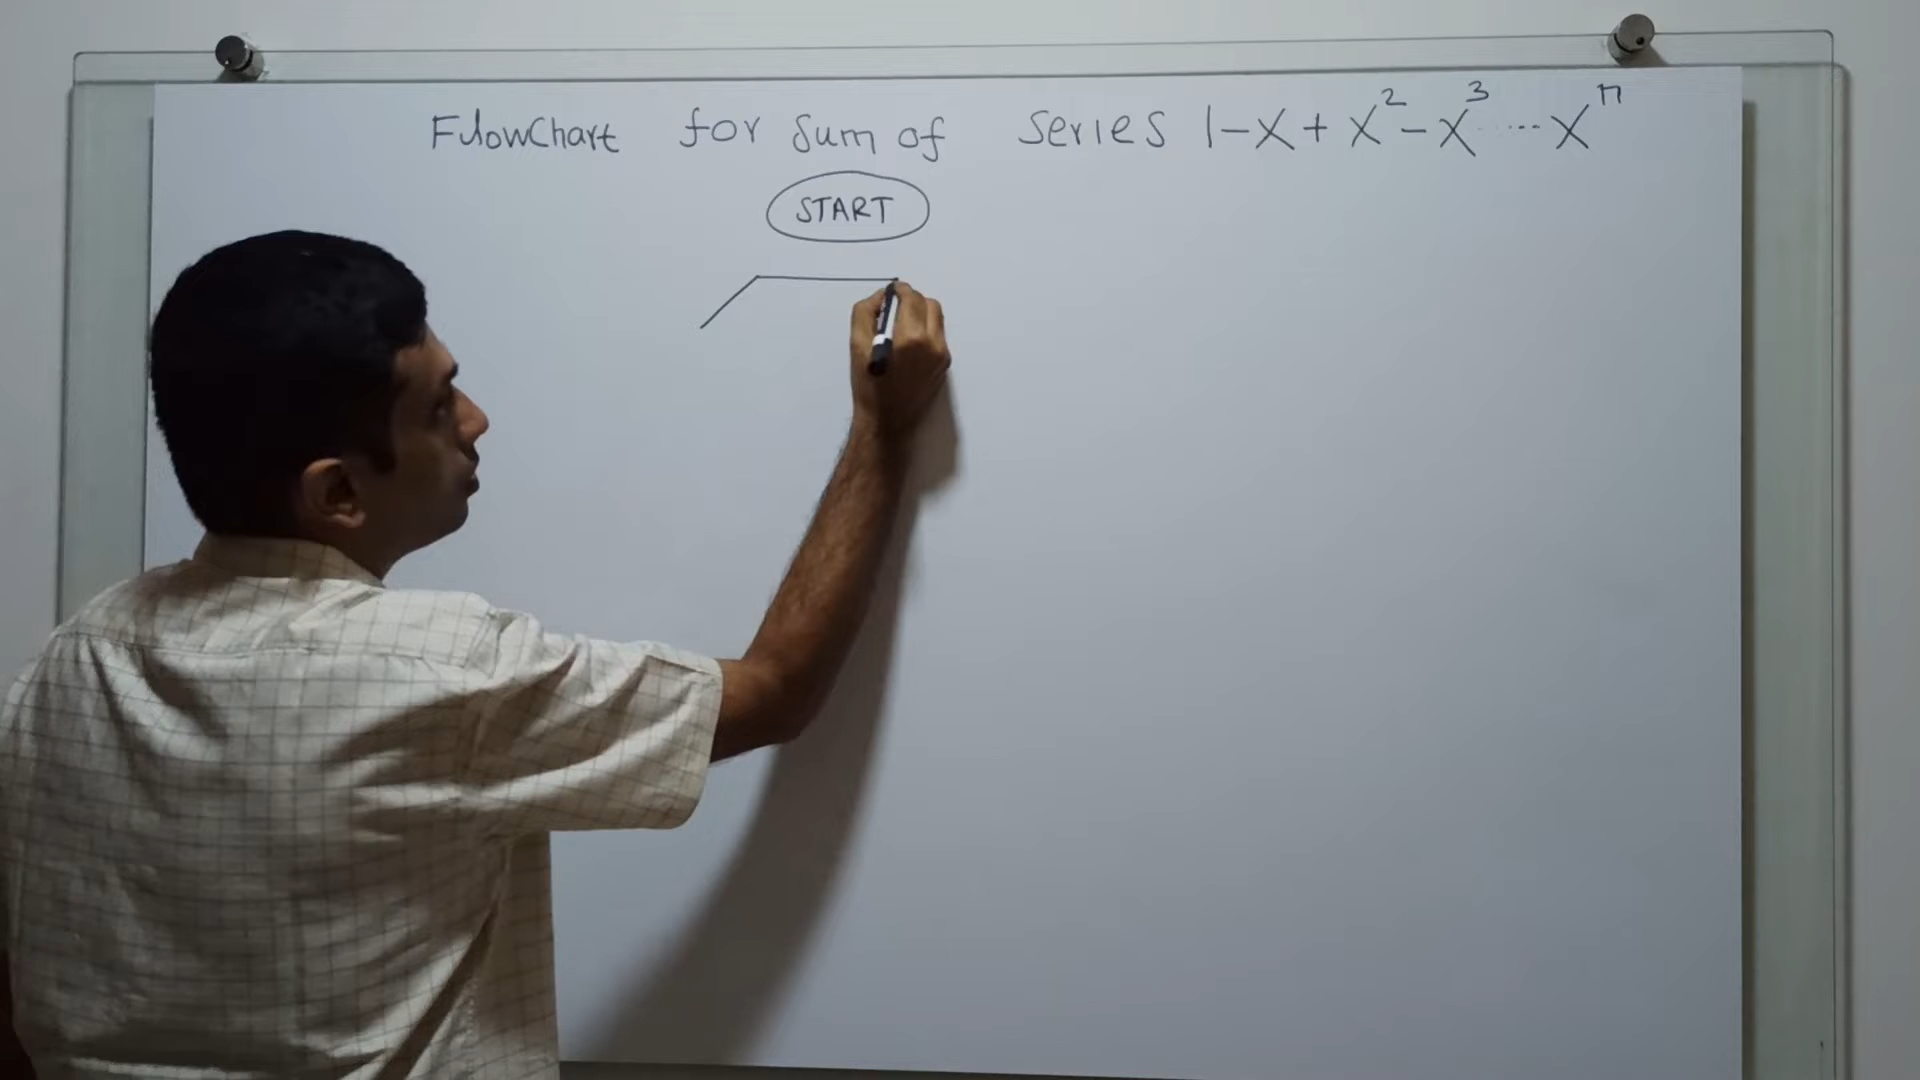 FlowChart for Sum of Series 1-X+X²-X³.....Xⁿ
START